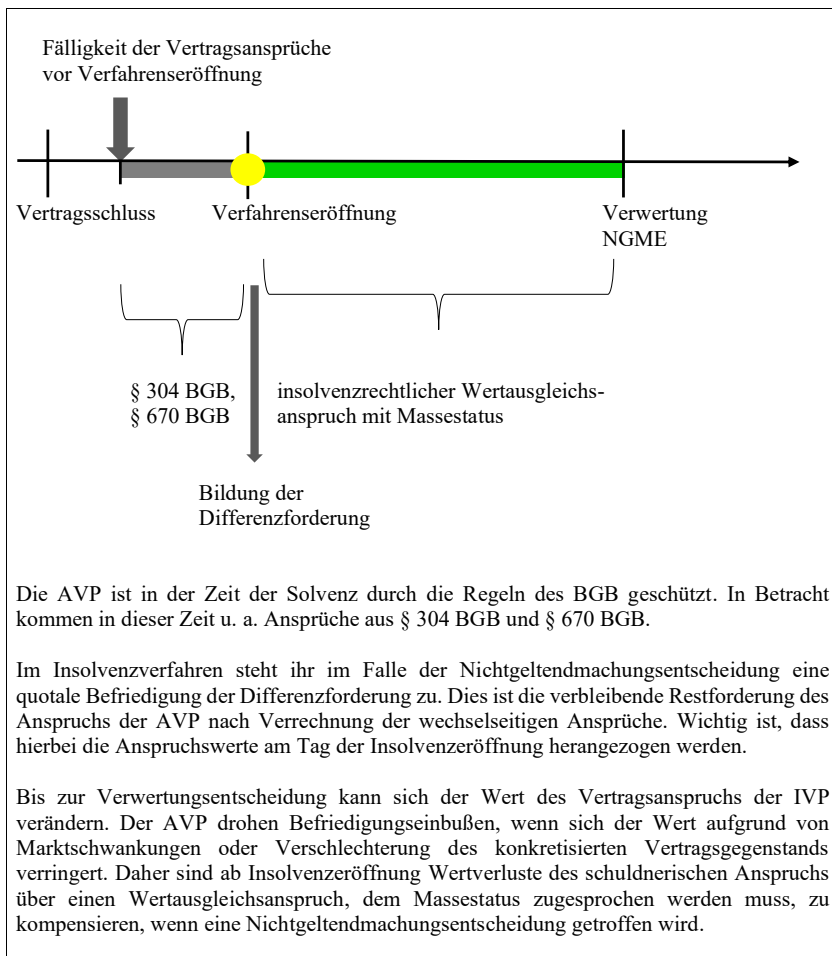 Fälligkeit der Vertragsansprüche
vor Verfahrenseröffnung
Vertragsschluss
Verfahrenseröffnung
Verwertung
NGME
§ 304 BGB,
§ 670 BGB
insolvenzrechtlicher Wertausgleichs-
anspruch mit Massestatus
Bildung der
Differenzforderung
Die AVP ist in der Zeit der Solvenz durch die Regeln des BGB geschützt. In Betracht
kommen in dieser Zeit u. a. Ansprüche aus § 304 BGB und § 670 BGB.
Im Insolvenzverfahren steht ihr im Falle der Nichtgeltendmachungsentscheidung eine
quotale Befriedigung der Differenzforderung zu. Dies ist die verbleibende Restforderung des
Anspruchs der AVP nach Verrechnung der wechselseitigen Ansprüche. Wichtig ist, dass
hierbei die Anspruchswerte am Tag der Insolvenzeröffnung herangezogen werden.
Bis zur Verwertungsentscheidung kann sich der Wert des Vertragsanspruchs der IVP
verändern. Der AVP drohen Befriedigungseinbußen, wenn sich der Wert aufgrund von
Marktschwankungen oder Verschlechterung des konkretisierten Vertragsgegenstands
verringert. Daher sind ab Insolvenzeröffnung Wertverluste des schuldnerischen Anspruchs
über einen Wertausgleichsanspruch, dem Massestatus zugesprochen werden muss, zu
kompensieren, wenn eine Nichtgeltendmachungsentscheidung getroffen wird.